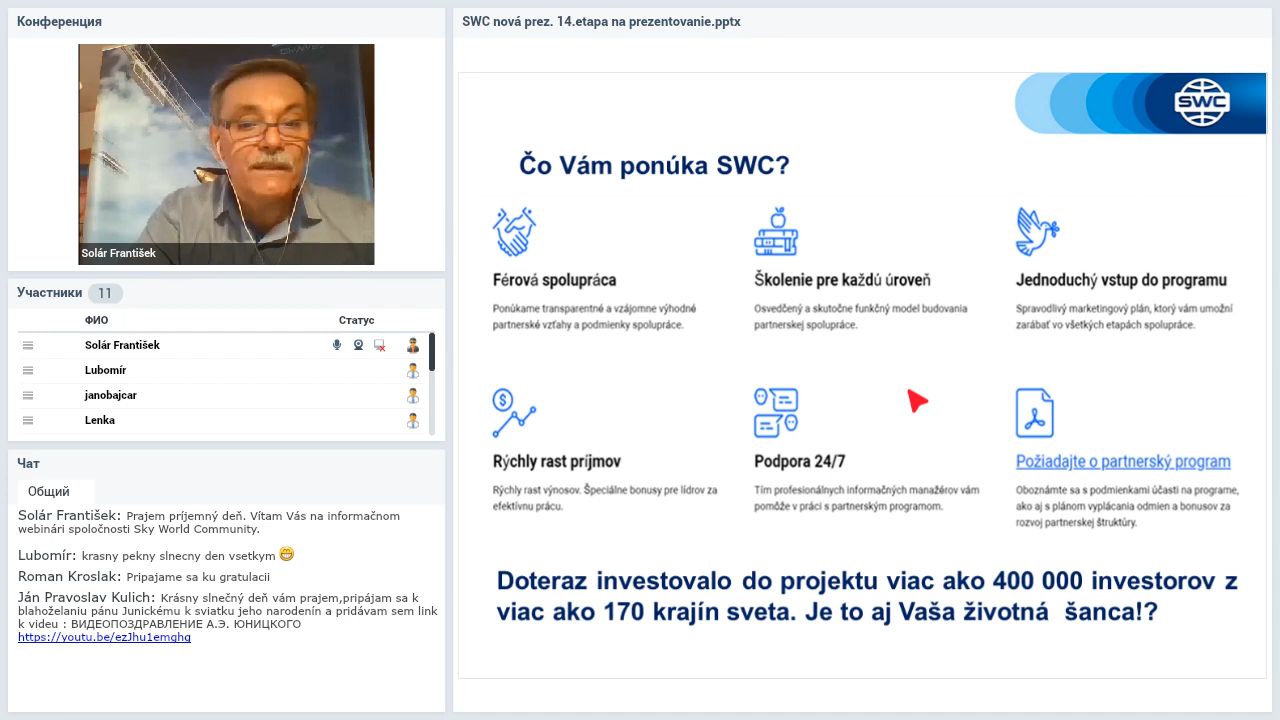 Конференция
Solár František
Участники 11
ФИО Статус
Solár František
Lubomír
janobajcar
Lenka
Чат
Общий
Solár František: Prajem príjemný deň. Vítam Vás na informačnom
webinári spoločnosti Sky World Community.
Lubomír: krasny pekny slnecny den vsetkym
Roman Kroslak: Pripajame sa ku gratulacii
Ján Pravoslav Kulich: Krásny slnečný deň vám prajem,pripájam sa k
blahoželaniu pánu Junickému k sviatku jeho narodenín a pridávam sem link
k videu : ВИДЕОПОЗДРАВЛЕНИЕ А.Э. ЮНИЦКОГО
https://youtu.be/ezJhu1emghg
SWC nová prez. 14.etapa na prezentovanie.pptx
SWC
Čo Vám ponúka SWC?
Férová spolupráca
Ponúkame transparentné a vzájomne výhodné
partnerské vzťahy a podmienky spolupráce.
Školenie pre každú úroveň
Osvedčený a skutočne funkčný model budovania
partnerskej spolupráce.
Jednoduchý vstup do programu
Spravodlivý marketingový plán, ktorý vám umožní
zarábať vo všetkých etapách spolupráce.
Rýchly rast príjmov
Rýchly rast výnosov. Špeciálne bonusy pre lídrov za
efektívnu prácu.
Podpora 24/7
Tím profesionálnych informačných manažérov vám
pomôže v práci s partnerským programom.
Požiadajte o partnerský program
Oboznámte sa s podmienkami účasti na programe,
ako aj s plánom vyplácania odmien a bonusov za
rozvoj partnerskej štruktúry.
Doteraz investovalo do projektu viac ako 400 000 investorov z
viac ako 170 krajín sveta. Je to aj Vaša životná šanca!?